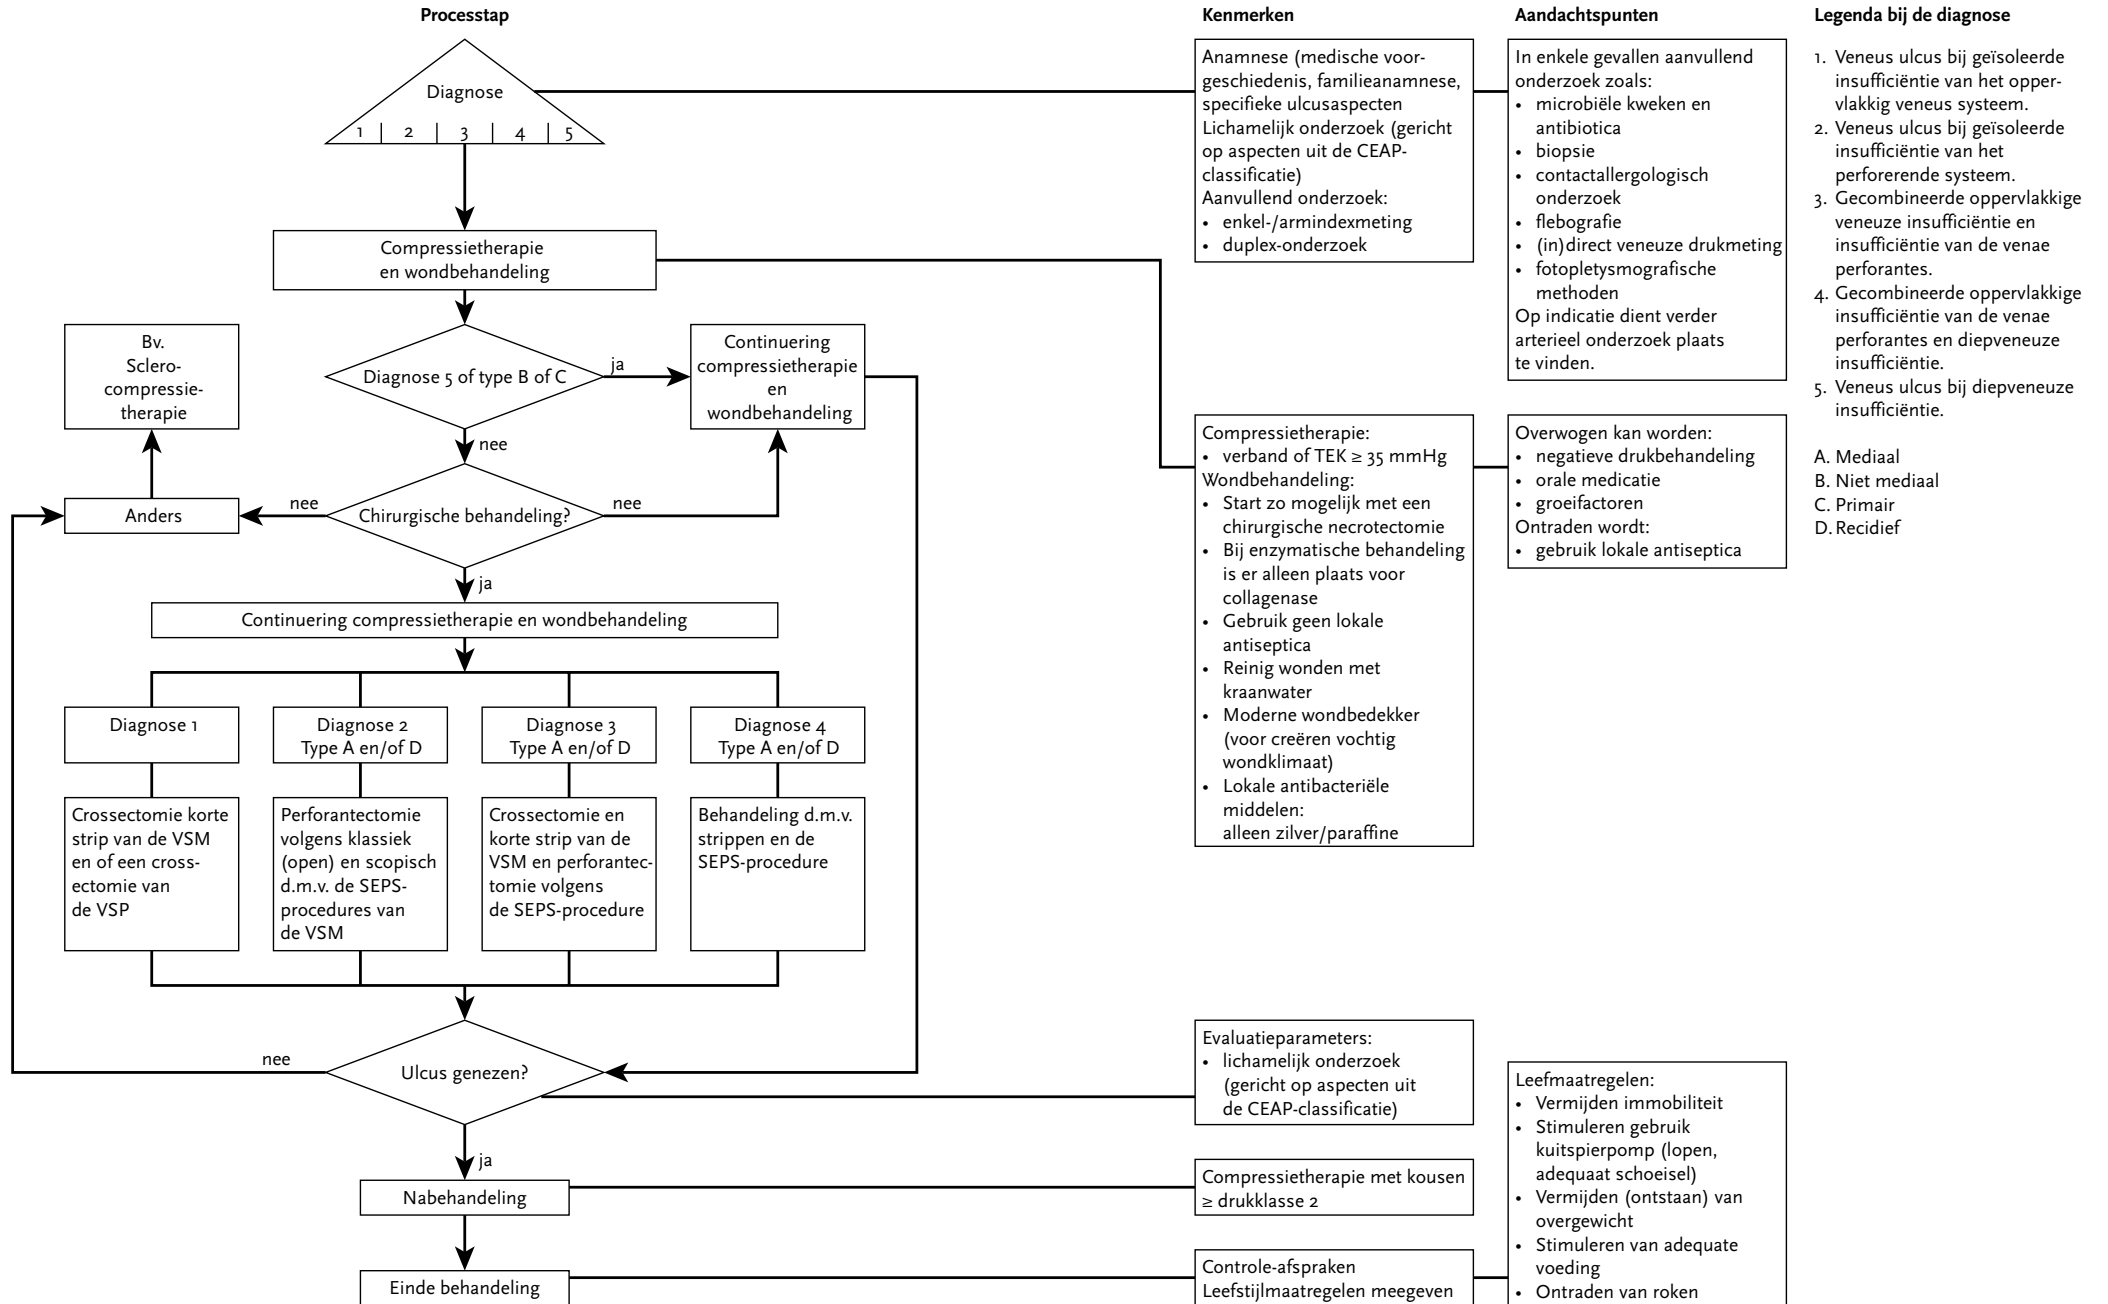 Processtap
Diagnose
1 | 2 | 3 | 4 | 5
Compressietherapie
en wondbehandeling
Bv.
Sclero-
compressie-
therapie
Diagnose 5 of type B of C
ja
Continuering
compressietherapie
en
wondbehandeling
nee
Anders
nee
Chirurgische behandeling?
nee
ja
Continuering compressietherapie en wondbehandeling
Diagnose 1
Diagnose 2
Type A en/of D
Diagnose 3
Type A en/of D
Diagnose 4
Type A en/of D
Crossectomie korte
strip van de VSM
en of een cross-
ectomie van
de VSP
Perforantectomie
volgens klassiek
(open) en scopisch
d.m.v. de SEPS-
procedures van
de VSM
Crossectomie en
korte strip van de
VSM en perforantec-
tomie volgens
de SEPS-procedure
Behandeling d.m.v.
strippen en de
SEPS-procedure
nee
Ulcus genezen?
ja
Nabehandeling
Einde behandeling
Kenmerken
Anamnese (medische voor-
geschiedenis, familieanamnese,
specifieke ulcusaspecten
Lichamelijk onderzoek (gericht
op aspecten uit de CEAP-
classificatie)
Aanvullend onderzoek:
• enkel-/armindexmeting
• duplex-onderzoek
Compressietherapie:
• verband of TEK ≥ 35 mmHg
Wondbehandeling:
• Start zo mogelijk met een
chirurgische necrotectomie
• Bij enzymatische behandeling
is er alleen plaats voor
collagenase
• Gebruik geen lokale
antiseptica
• Reinig wonden met
kraanwater
• Moderne wondbedekker
(voor creëren vochtig
wondklimaat)
• Lokale antibacteriële
middelen:
alleen zilver/paraffine
Evaluatieparameters:
• lichamelijk onderzoek
(gericht op aspecten uit
de CEAP-classificatie)
Compressietherapie met kousen
≥ drukklasse 2
Controle-afspraken
Leefstijlmaatregelen meegeven
Aandachtspunten
In enkele gevallen aanvullend
onderzoek zoals:
• microbiële kweken en
antibiotica
• biopsie
• contactallergologisch
onderzoek
• flebografie
• (in)direct veneuze drukmeting
• fotopletysmografische
methoden
Op indicatie dient verder
arterieel onderzoek plaats
te vinden.
Overwogen kan worden:
• negatieve drukbehandeling
• orale medicatie
• groeifactoren
Ontraden wordt:
• gebruik lokale antiseptica
Leefmaatregelen:
• Vermijden immobiliteit
• Stimuleren gebruik
kuitspierpomp (lopen,
adequaat schoeisel)
• Vermijden (ontstaan) van
overgewicht
• Stimuleren van adequate
voeding
• Ontraden van roken
Legenda bij de diagnose
1. Veneus ulcus bij geïsoleerde
insufficiëntie van het opper-
vlakkig veneus systeem.
2. Veneus ulcus bij geïsoleerde
insufficiëntie van het
perforerende systeem.
3. Gecombineerde oppervlakkige
veneuze insufficiëntie en
insufficiëntie van de venae
perforantes.
4. Gecombineerde oppervlakkige
insufficiëntie van de venae
perforantes en diepveneuze
insufficiëntie.
5. Veneus ulcus bij diepveneuze
insufficiëntie.
A. Mediaal
B. Niet mediaal
C. Primair
D. Recidief